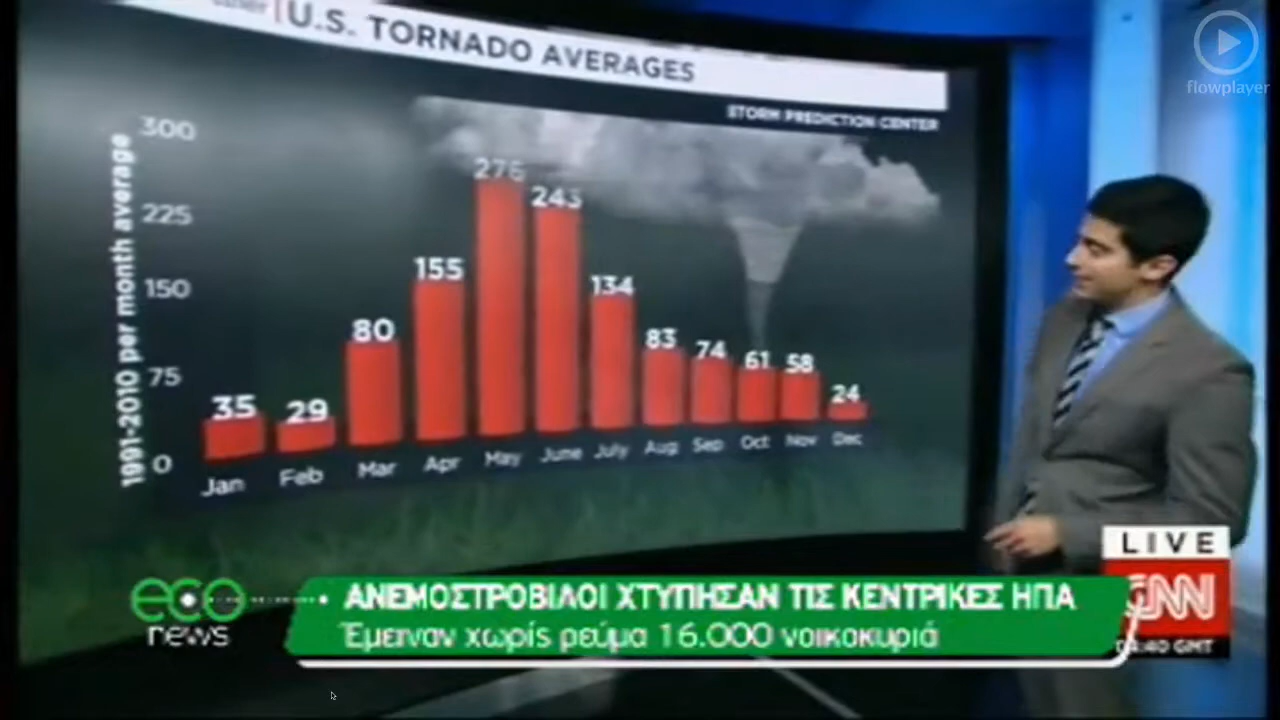 U.S. TORNADO AVERAGES
flowplayer
STORM PREDICTION CENTER
1991-2010 per month average
300
225
150
75
0
35
29
80
155
276
243
134
83
74
61
58
24
Jan
Feb
Mar
Apr
May
June
July
Aug
Sep
Oct
Nov
Dec
LIVE
CNN
:40 GMT
eco
news
ΑΝΕΜΟΣΤΡΟΒΙΛΟΙ ΧΤΥΠΗΣΑΝ ΤΙΣ ΚΕΝΤΡΙΚΕΣ ΗΠΑ
Έμειναν χωρίς ρεύμα 16.000 νοικοκυριά